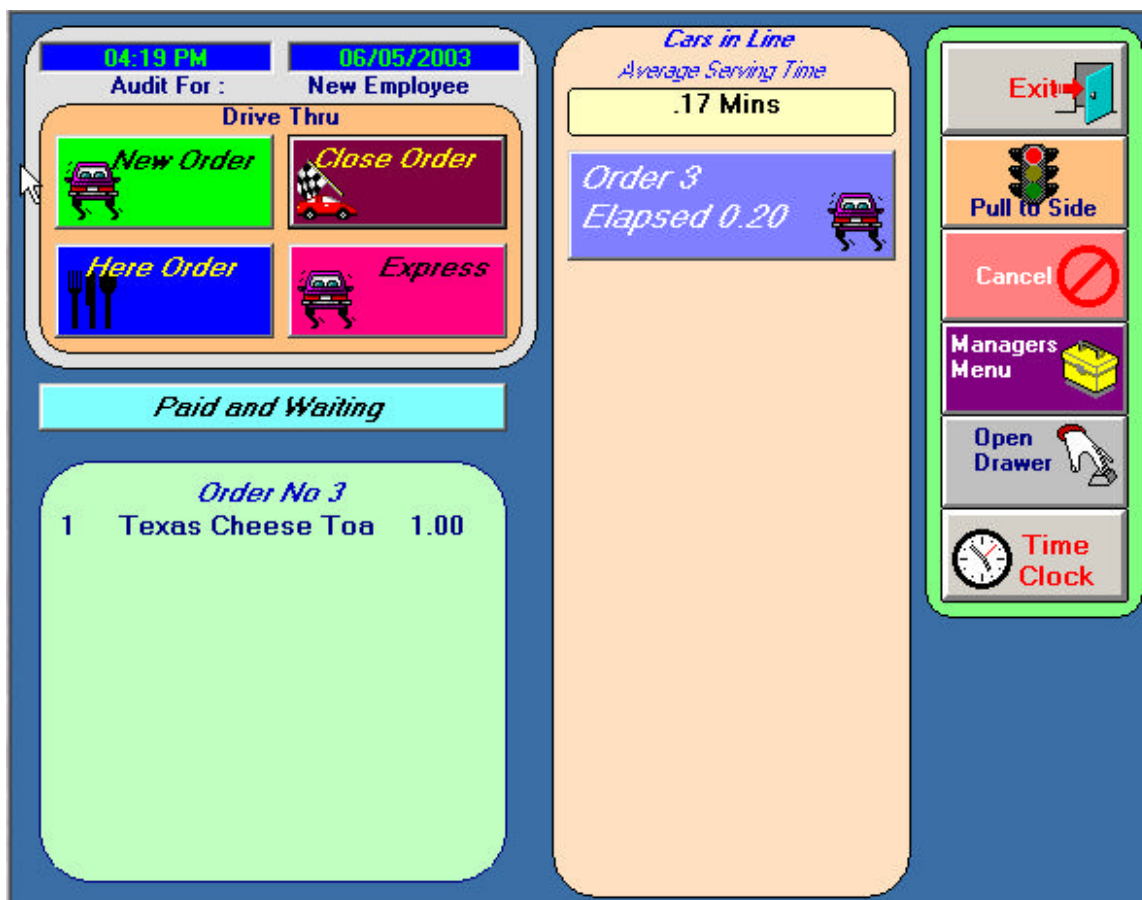 04:19 PM 06/05/2003
Audit For : New Employee
Drive Thru
New Order Close Order
Here Order Express
Paid and Waiting
Order No 3
1 Texas Cheese Toa 1.00
Cars in Line
Average Serving Time
.17 Mins
Order 3
Elapsed 0.20
Exit
Pull to Side
Cancel
Managers
Menu
Open
Drawer
Time
Clock